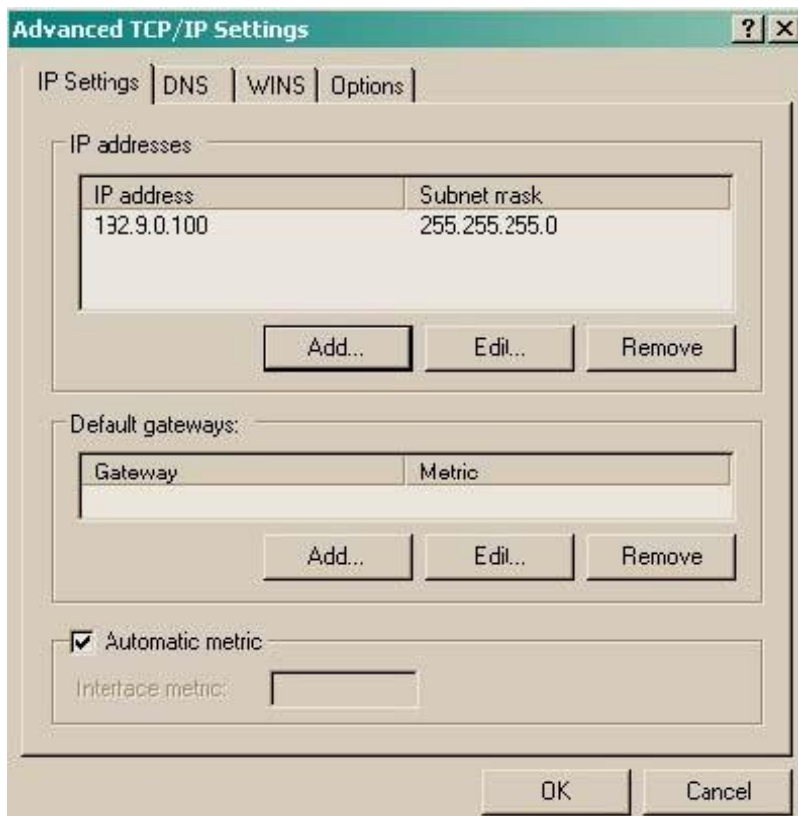 Advanced TCP/IP Settings
IP Settings DNS WINS Options
IP addresses
IP address Subnet mask
132.9.0.100 255.255.255.0
Add... Edit... Remove
Default gateways:
Gateway Metric
Add... Edit... Remove
Automatic metric
Interface metric:
OK Cancel